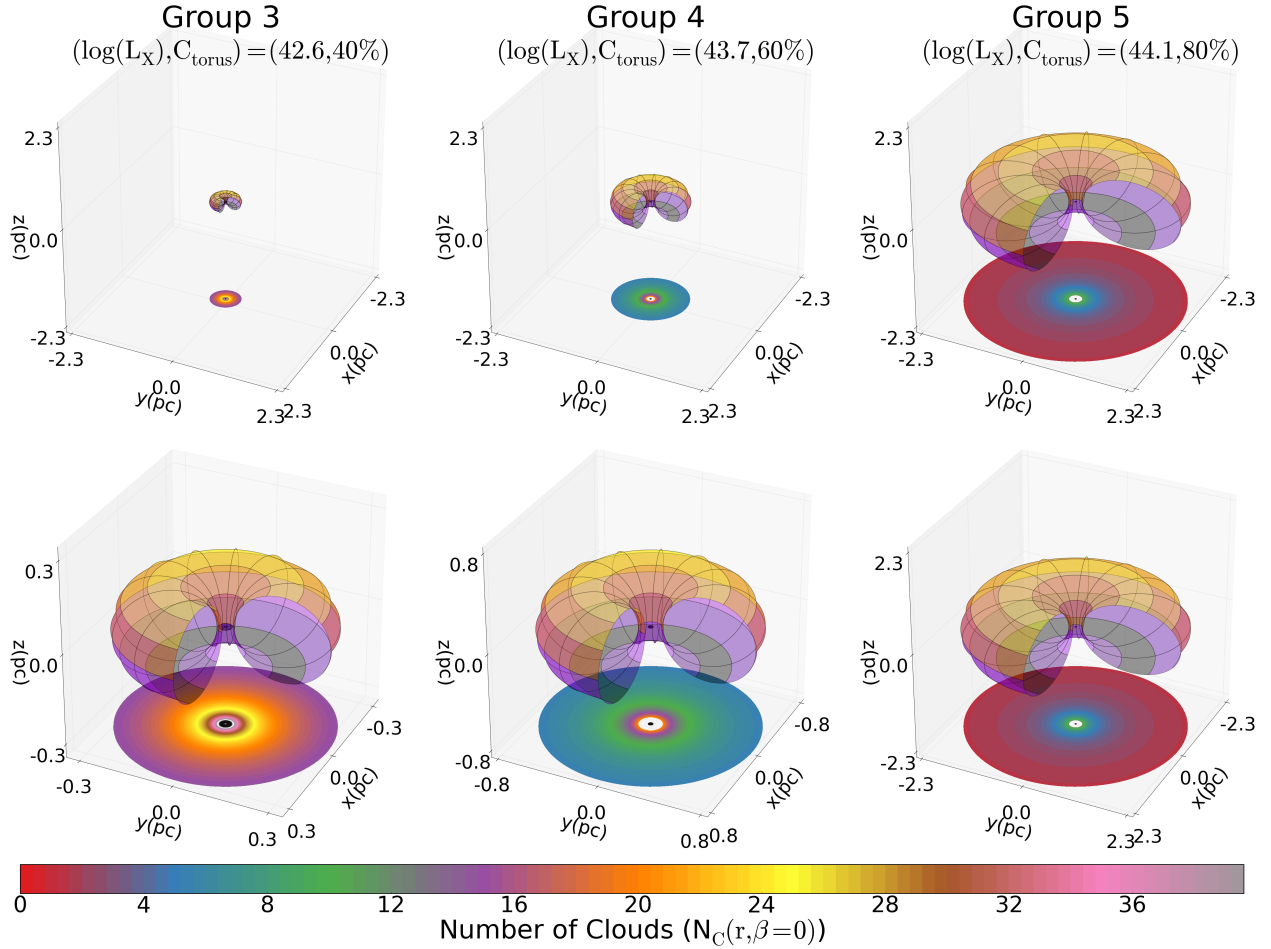 Group 3
Group 4
Group 5
(log(L_X),C_torus)=(42.6,40%)
(log(L_X),C_torus)=(43.7,60%)
(log(L_X),C_torus)=(44.1,80%)
2.3
0.0
-2.3
z(pc)
-2.3
0.0
2.3
y(pc)
-2.3
0.0
2.3
x(pc)
2.3
0.0
-2.3
z(pc)
-2.3
0.0
2.3
y(pc)
-2.3
0.0
2.3
x(pc)
2.3
0.0
-2.3
z(pc)
-2.3
0.0
2.3
y(pc)
-2.3
0.0
2.3
x(pc)
0.3
0.0
-0.3
z(pc)
-0.3
0.0
0.3
y(pc)
-0.3
0.0
0.3
x(pc)
0.8
0.0
-0.8
z(pc)
-0.8
0.0
0.8
y(pc)
-0.8
0.0
0.8
x(pc)
2.3
0.0
-2.3
z(pc)
-2.3
0.0
2.3
y(pc)
-2.3
0.0
2.3
x(pc)
0 4 8 12 16 20 24 28 32 36
Number of Clouds (N_C(r,β=0))